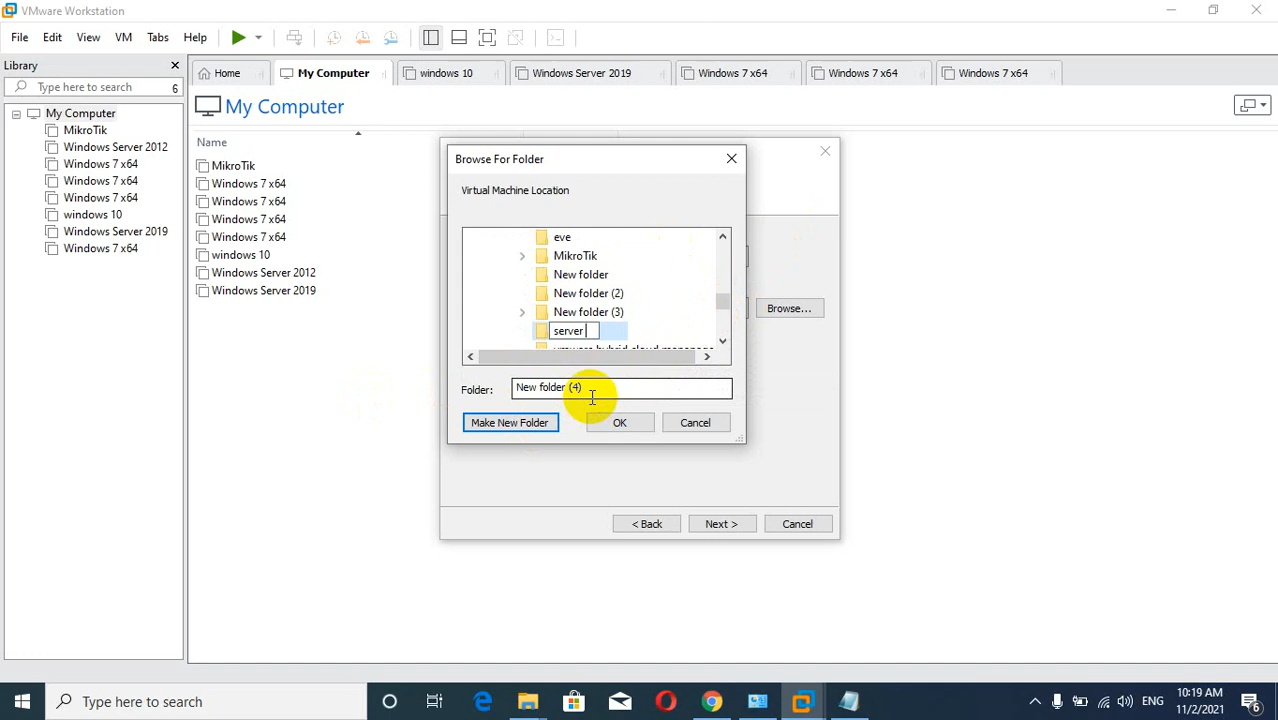 VMware Workstation
File Edit View VM Tabs Help
Library
Type here to search
6
My Computer
MikroTik
Windows Server 2012
Windows 7 x64
Windows 7 x64
Windows 7 x64
windows 10
Windows Server 2019
Windows 7 x64
Home
My Computer
windows 10
Windows Server 2019
Windows 7 x64
Windows 7 x64
Windows 7 x64
My Computer
Name
MikroTik
Windows 7 x64
Windows 7 x64
Windows 7 x64
Windows 7 x64
windows 10
Windows Server 2012
Windows Server 2019
Browse For Folder
Virtual Machine Location
eve
MikroTik
New folder
New folder (2)
New folder (3)
server
Folder: New folder (4)
Make New Folder OK Cancel
Browse...
< Back Next > Cancel
Type here to search
ENG
10:19 AM
11/2/2021
6